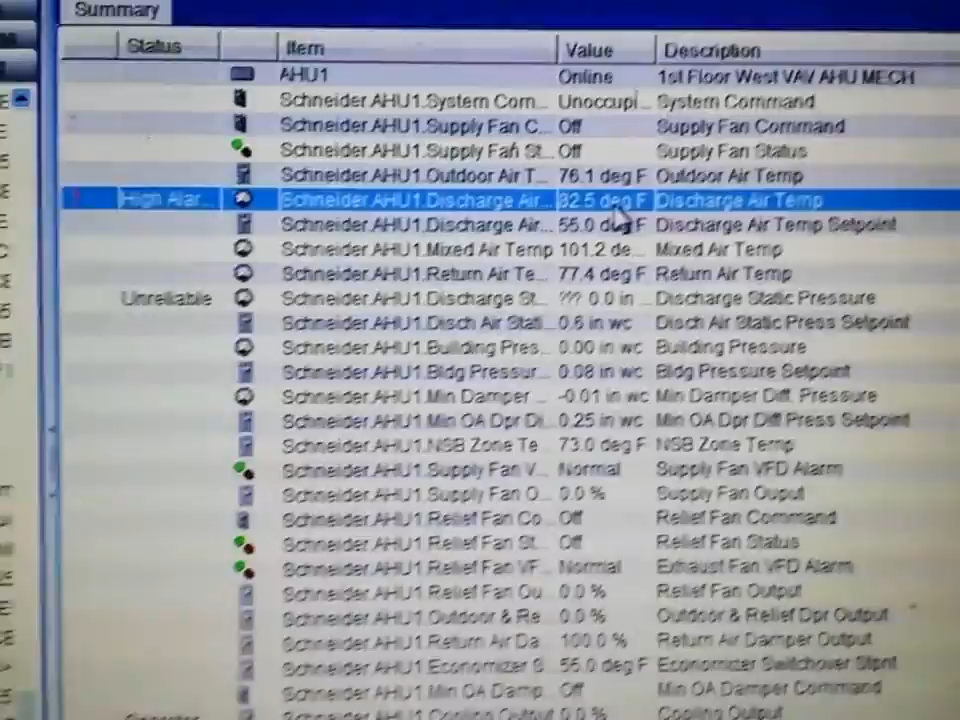 Summary
Status Item Value Description
AHU1 Online 1st Floor West VAV AHU MECH
Schneider.AHU1.System Com... Unoccupi... System Command
Schneider.AHU1.Supply Fan C... Off Supply Fan Command
Schneider.AHU1.Supply Fan St... Off Supply Fan Status
Schneider.AHU1.Outdoor Air T... 76.1 deg F Outdoor Air Temp
High Alar... Schneider.AHU1.Discharge Air... 82.5 deg F Discharge Air Temp
Schneider.AHU1.Discharge Air... 55.0 deg F Discharge Air Temp Setpoint
Schneider.AHU1.Mixed Air Temp 101.2 de... Mixed Air Temp
Schneider.AHU1.Return Air Te... 77.4 deg F Return Air Temp
Unreliable Schneider.AHU1.Discharge St... ??? 0.0 in ... Discharge Static Pressure
Schneider.AHU1.Disch Air Stati... 0.6 in wc Disch Air Static Press Setpoint
Schneider.AHU1.Building Pres... 0.00 in wc Building Pressure
Schneider.AHU1.Bldg Pressur... 0.08 in wc Bldg Pressure Setpoint
Schneider.AHU1.Min Damper ... -0.01 in wc Min Damper Diff. Pressure
Schneider.AHU1.Min OA Dpr Di... 0.25 in wc Min OA Dpr Diff Press Setpoint
Schneider.AHU1.NSB Zone Te... 73.0 deg F NSB Zone Temp
Schneider.AHU1.Supply Fan V... Normal Supply Fan VFD Alarm
Schneider.AHU1.Supply Fan O... 0.0 % Supply Fan Ouput
Schneider.AHU1.Relief Fan Co... Off Relief Fan Command
Schneider.AHU1.Relief Fan St... Off Relief Fan Status
Schneider.AHU1.Relief Fan VF... Normal Exhaust Fan VFD Alarm
Schneider.AHU1.Relief Fan Ou... 0.0 % Relief Fan Output
Schneider.AHU1.Outdoor & Re... 0.0 % Outdoor & Relief Dpr Output
Schneider.AHU1.Return Air Da... 100.0 % Return Air Damper Output
Schneider.AHU1.Economizer S... 55.0 deg F Economizer Switchover Stpnt
Schneider.AHU1.Min OA Damp... Off Min OA Damper Command
Schneider.AHU1.Cooling Output 0.0 % Cooling Output